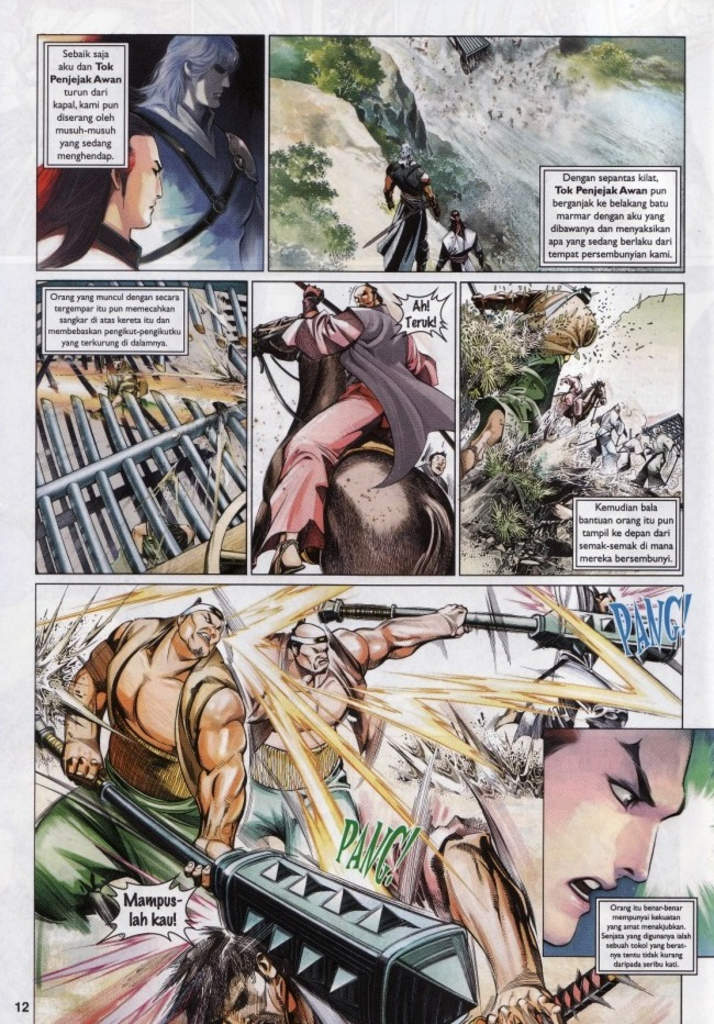 Sebaik saja
aku dan Tok
Penjejak Awan
turun dari
kapal, kami pun
diserang oleh
musuh-musuh
yang sedang
menghendap.
Dengan sepantas kilat,
Tok Penjejak Awan pun
berganjak ke belakang batu
marmar dengan aku yang
dibawanya dan menyaksikan
apa yang sedang berlaku dari
tempat persembunyian kami.
Orang yang muncul dengan secara
tergempar itu pun memecahkan
sangkar di atas kereta itu dan
membebaskan pengikut-pengikutku
yang terkurung di dalamnya.
Ah!
Teruk!
Kemudian bala
bantuan orang itu pun
tampil ke depan dari
semak-semak di mana
mereka bersembunyi.
PANG!
PANG!
Mampus-
lah kau!
Orang itu benar-benar
mempunyai kekuatan
yang amat menakjubkan.
Senjata yang digunanya ialah
sebuah tokol yang berat-
nya tentu tidak kurang
daripada seribu kati.
12